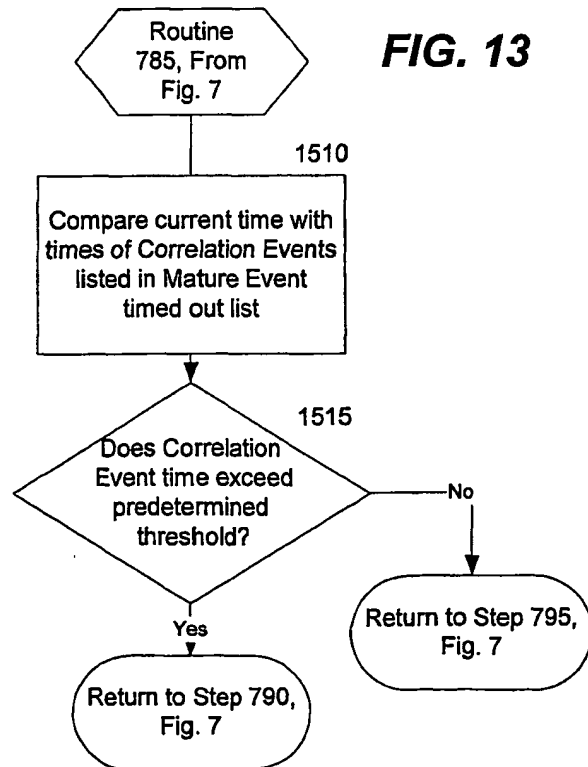 Routine
785, From
Fig. 7
FIG. 13
1510
Compare current time with
times of Correlation Events
listed in Mature Event
timed out list
1515
Does Correlation
Event time exceed
predetermined
threshold?
No
Yes
Return to Step 795,
Fig. 7
Return to Step 790,
Fig. 7